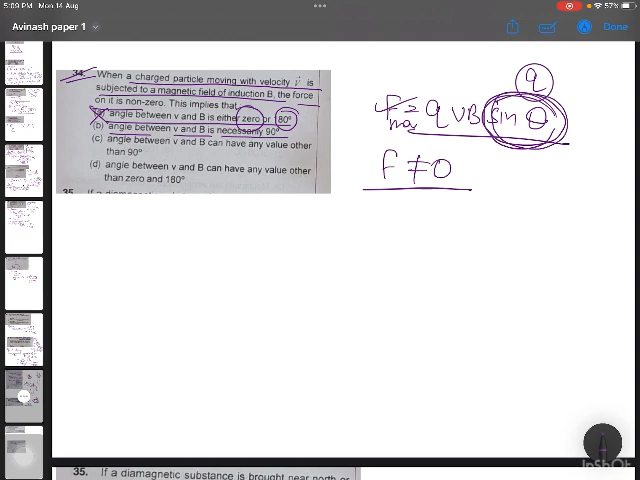 5:09 PM Mon 14 Aug
57%
Avinash paper 1
Done
34. When a charged particle moving with velocity v is
subjected to a magnetic field of induction B, the force
on it is non-zero. This implies that
(a) angle between v and B is either zero or 180°
(b) angle between v and B is necessarily 90°
(c) angle between v and B can have any value other
than 90°
(d) angle between v and B can have any value other
than zero and 180°
q
F = qVB sin θ
F ≠ 0
35. If a diamagnetic substance is brought near north or
InShOt